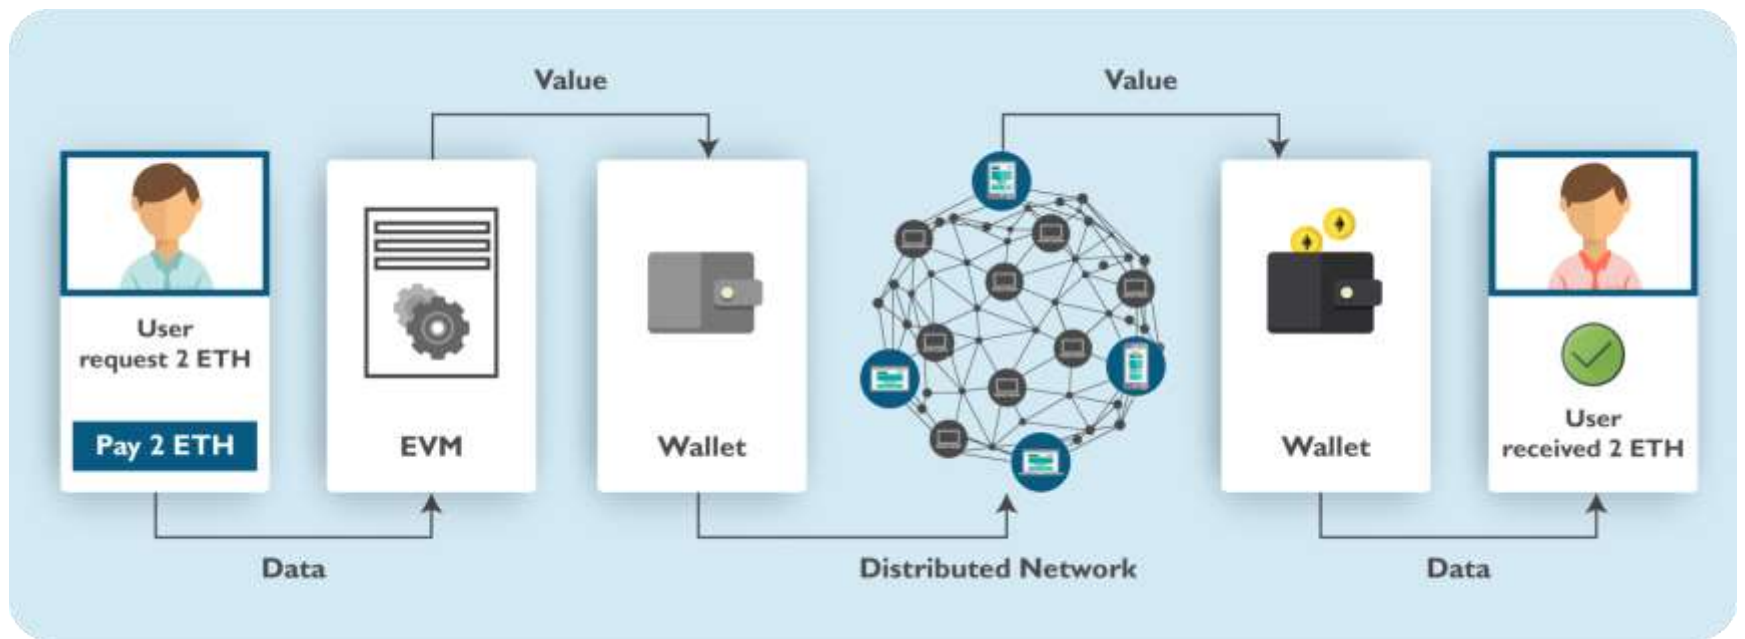 Value
Value
User
request 2 ETH
Pay 2 ETH
EVM
Wallet
Wallet
User
received 2 ETH
Data
Distributed Network
Data